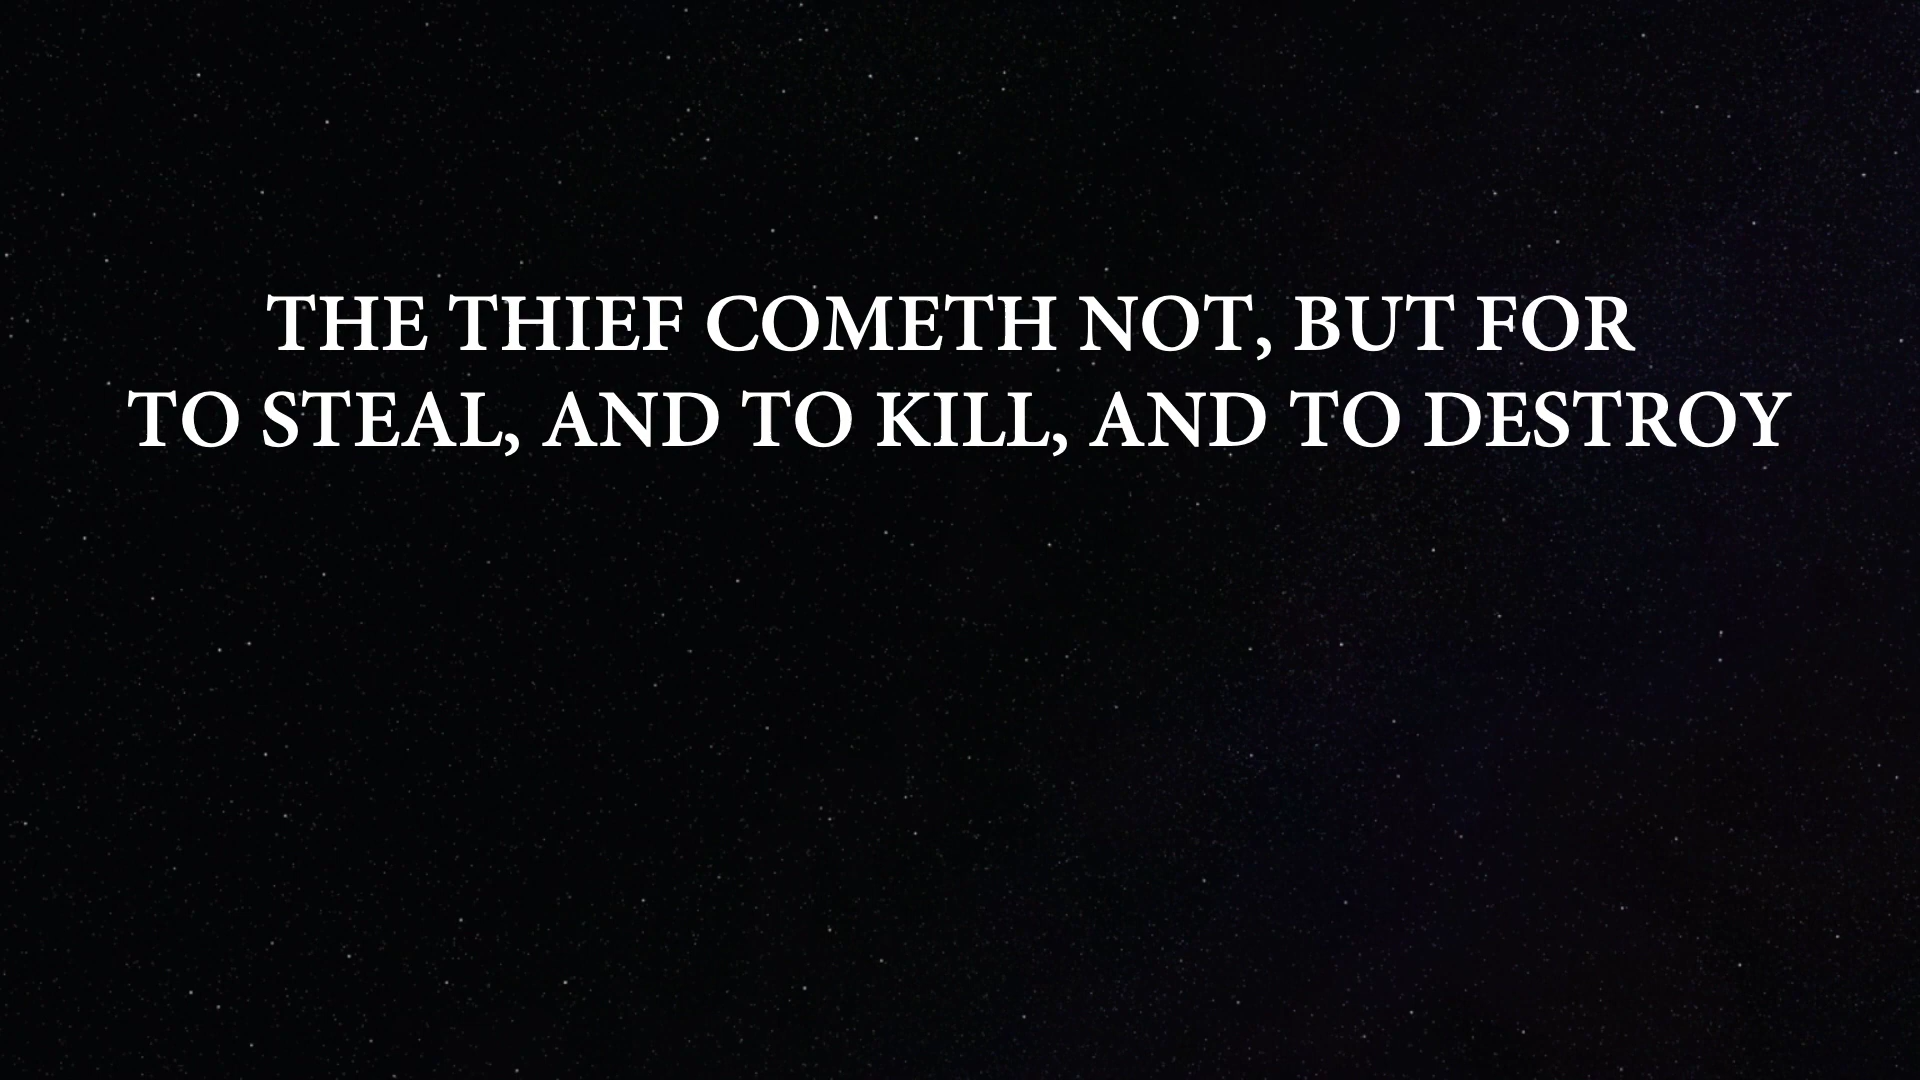 THE THIEF COMETH NOT, BUT FOR
TO STEAL, AND TO KILL, AND TO DESTROY